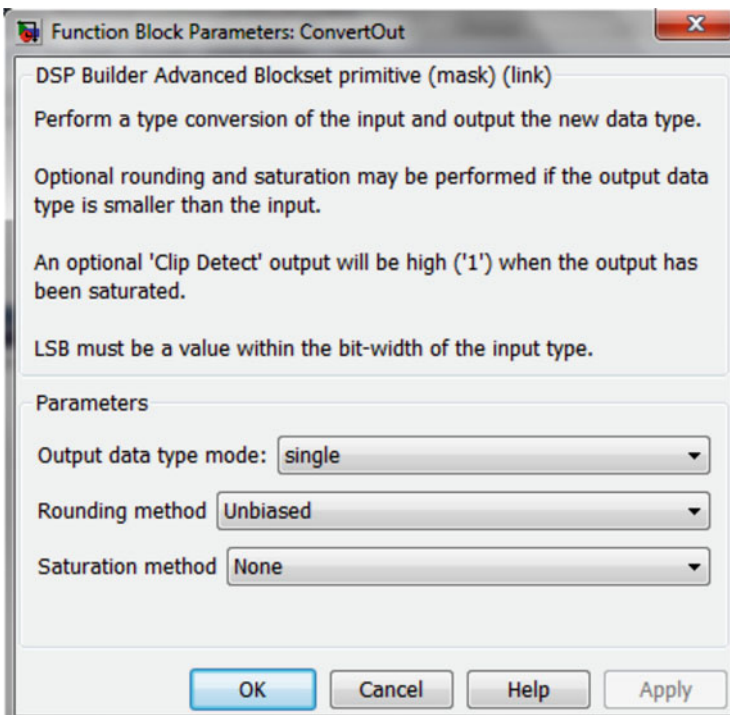 Function Block Parameters: ConvertOut
DSP Builder Advanced Blockset primitive (mask) (link)
Perform a type conversion of the input and output the new data type.
Optional rounding and saturation may be performed if the output data
type is smaller than the input.
An optional 'Clip Detect' output will be high ('1') when the output has
been saturated.
LSB must be a value within the bit-width of the input type.
Parameters
Output data type mode: single
Rounding method Unbiased
Saturation method None
OK Cancel Help Apply